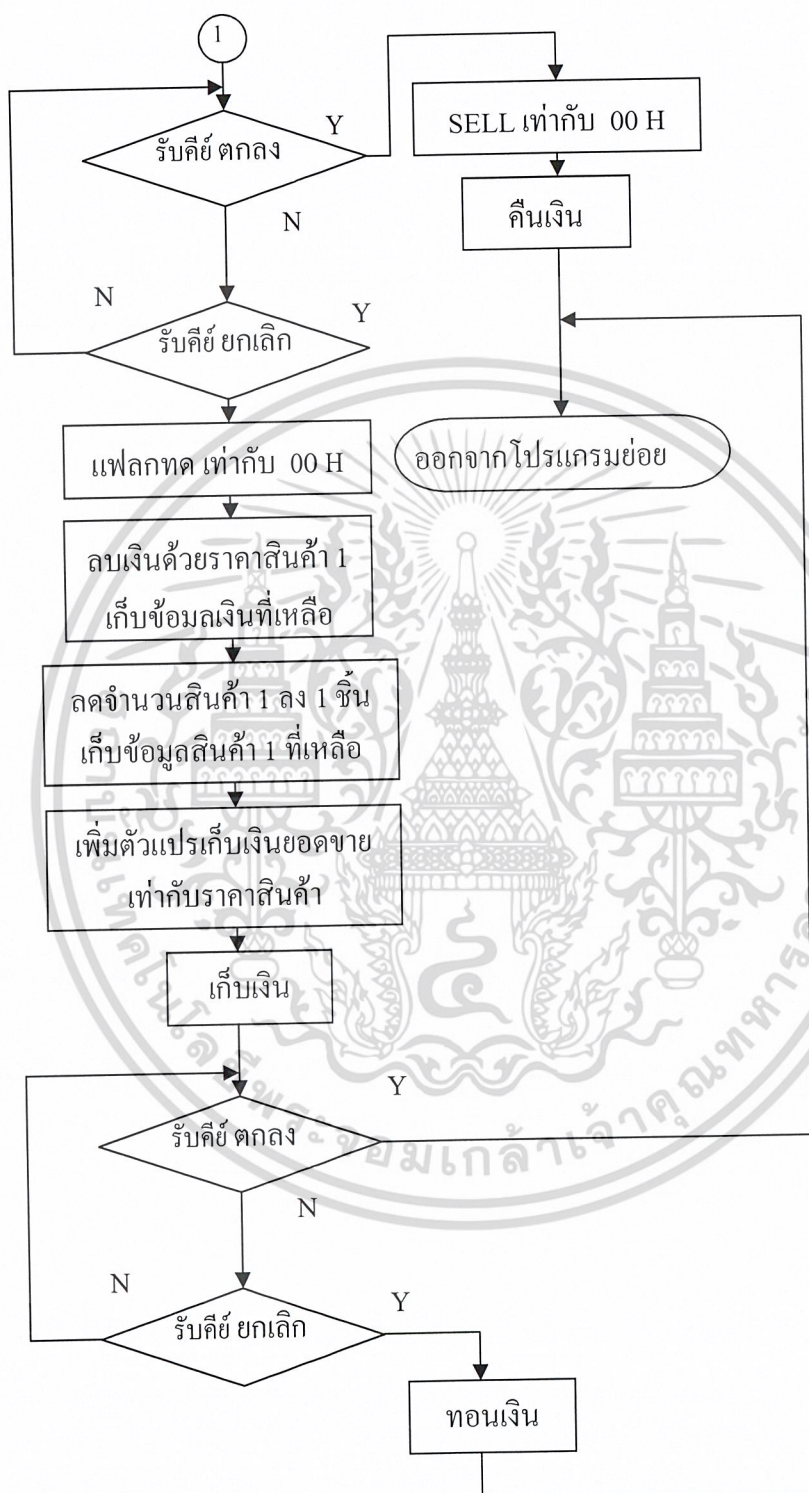 1
Y
SELL เท่ากับ 00 H
รับคีย์ ตกลง
N
คืนเงิน
N
Y
รับคีย์ ยกเลิก
แฟลกทด เท่ากับ 00 H
ออกจากโปรแกรมย่อย
ลบเงินด้วยราคาสินค้า 1
เก็บข้อมลเงินที่เหลือ
ลดจำนวนสินค้า 1 ลง 1 ชิ้น
เก็บข้อมูลสินค้า 1 ที่เหลือ
เพิ่มตัวแปรเก็บเงินยอดขาย
เท่ากับราคาสินค้า
เก็บเงิน
Y
รับคีย์ ตกลง
N
N
Y
รับคีย์ ยกเลิก
ทอนเงิน